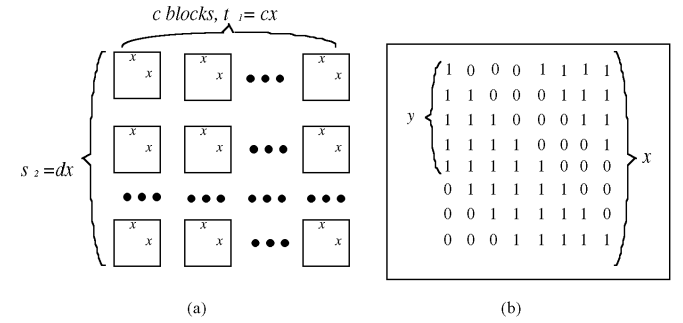 c blocks, t 1 = cx
x x x
x x ●●● x
x x x
x x ●●● x
s 2 =dx
●●● ●●● ●●● ●●●
x x x
x x ●●● x
(a)
1 0 0 0 1 1 1 1
1 1 0 0 0 1 1 1
1 1 1 0 0 0 1 1
1 1 1 1 0 0 0 1
1 1 1 1 1 0 0 0
0 1 1 1 1 1 0 0
0 0 1 1 1 1 1 0
0 0 0 1 1 1 1 1
y
x
(b)